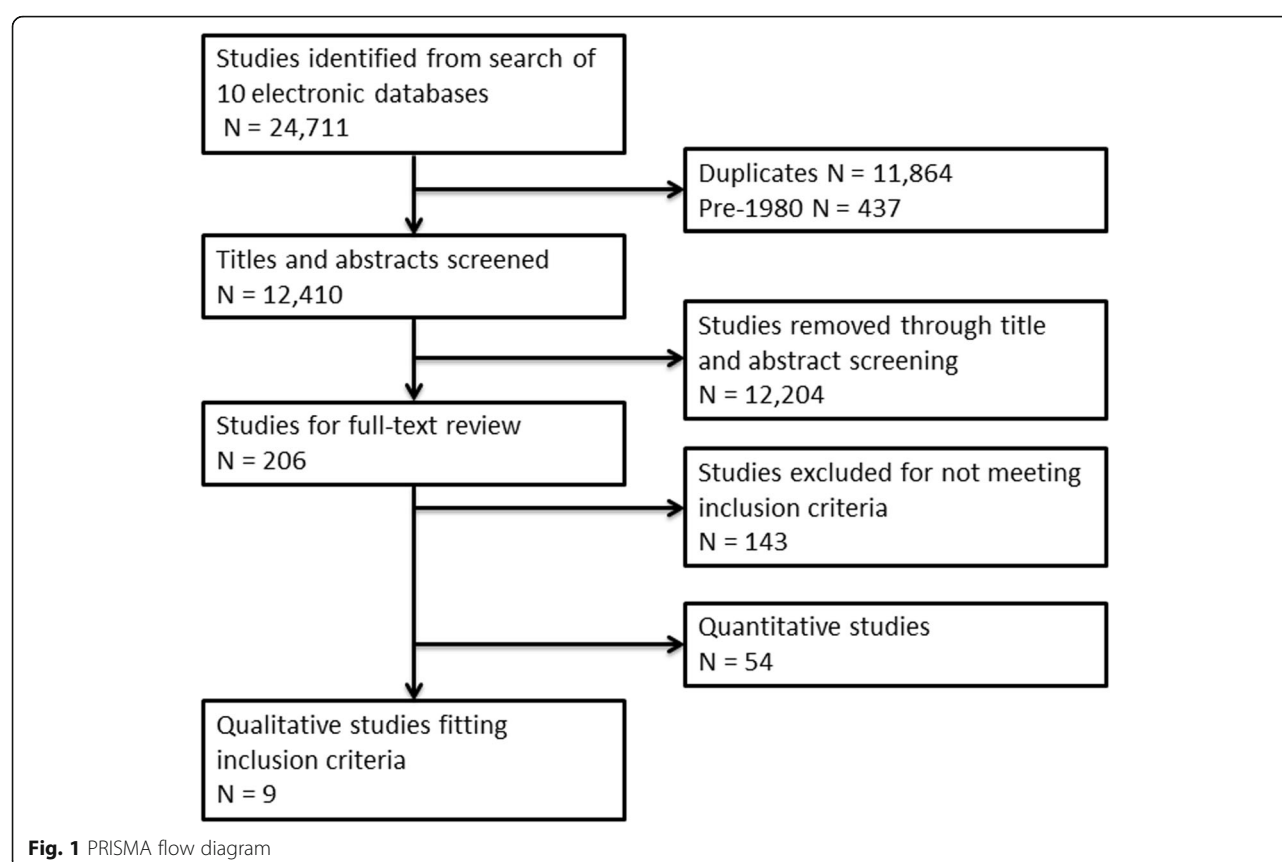 Studies identified from search of
10 electronic databases
N = 24,711
Duplicates N = 11,864
Pre-1980 N = 437
Titles and abstracts screened
N = 12,410
Studies removed through title
and abstract screening
N = 12,204
Studies for full-text review
N = 206
Studies excluded for not meeting
inclusion criteria
N = 143
Quantitative studies
N = 54
Qualitative studies fitting
inclusion criteria
N = 9
Fig. 1 PRISMA flow diagram